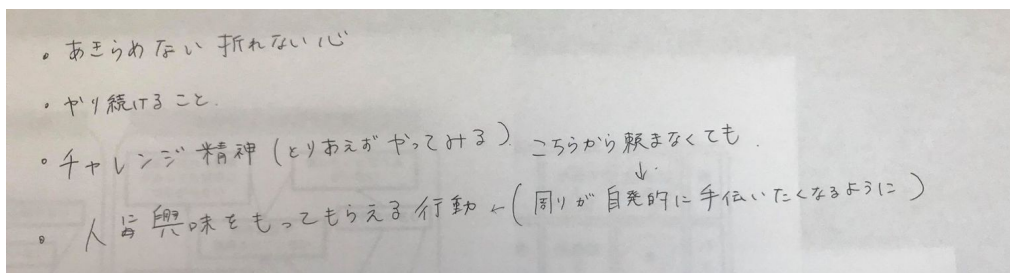 ・あきらめない 折れない心
・やり続けること.
・チャレンジ精神(とりあえずやってみる). こちらから頼まなくても.
↓
・人に興味をもってもらえる行動 ←(周りが自発的に手伝いたくなるように)